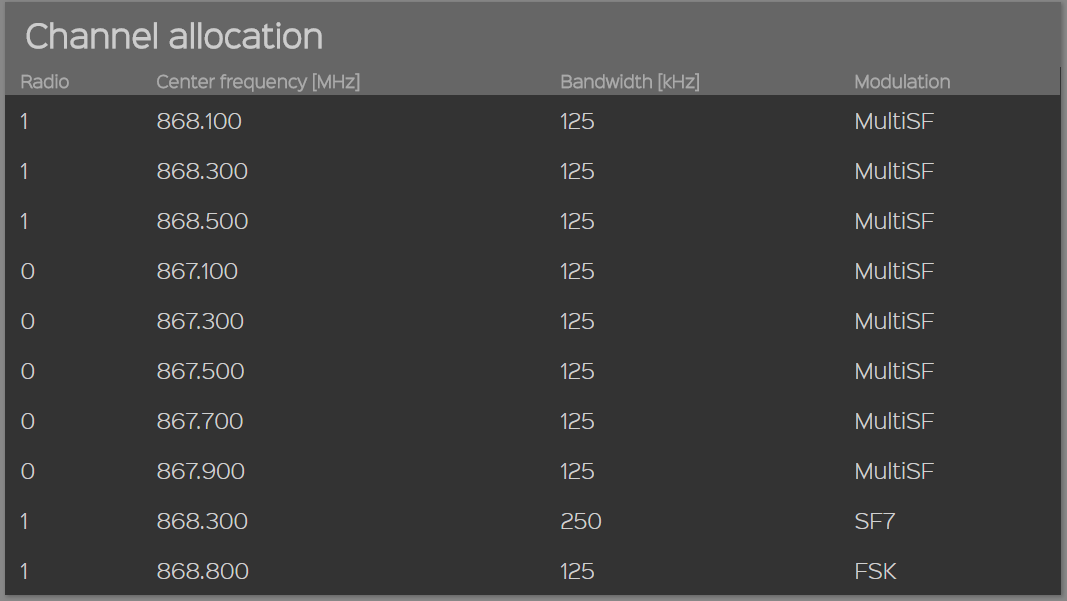 Channel allocation
Radio Center frequency [MHz] Bandwidth [kHz] Modulation
1 868.100 125 MultiSF
1 868.300 125 MultiSF
1 868.500 125 MultiSF
0 867.100 125 MultiSF
0 867.300 125 MultiSF
0 867.500 125 MultiSF
0 867.700 125 MultiSF
0 867.900 125 MultiSF
1 868.300 250 SF7
1 868.800 125 FSK